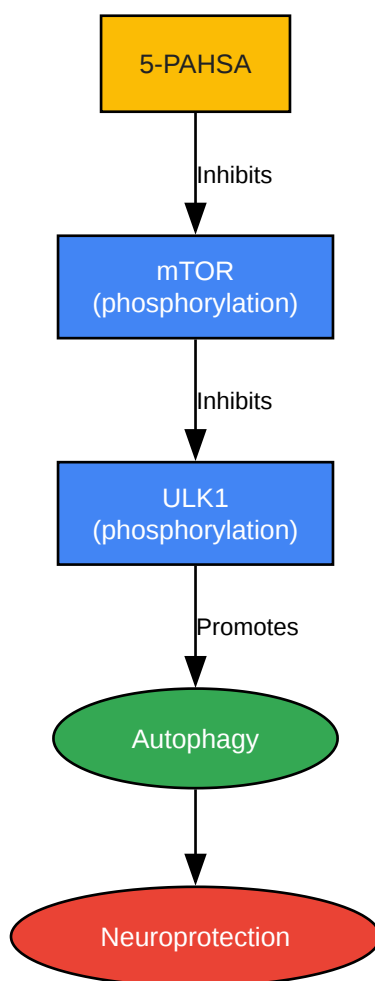 5-PAHSA
Inhibits
mTOR
(phosphorylation)
Inhibits
ULK1
(phosphorylation)
Promotes
Autophagy
Neuroprotection